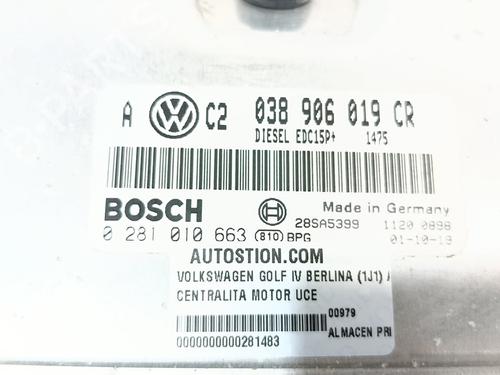 A C2 038 906 019 CR
DIESEL EDC15P+ 1475
BOSCH 28SA5399 Made in Germany
0 281 010 663 (810) BPG 1120 0898
01-10-19
AUTOSTION.COM
VOLKSWAGEN GOLF IV BERLINA (1J1)
CENTRALITA MOTOR UCE
00979
ALMACEN PRI
0000000000281483